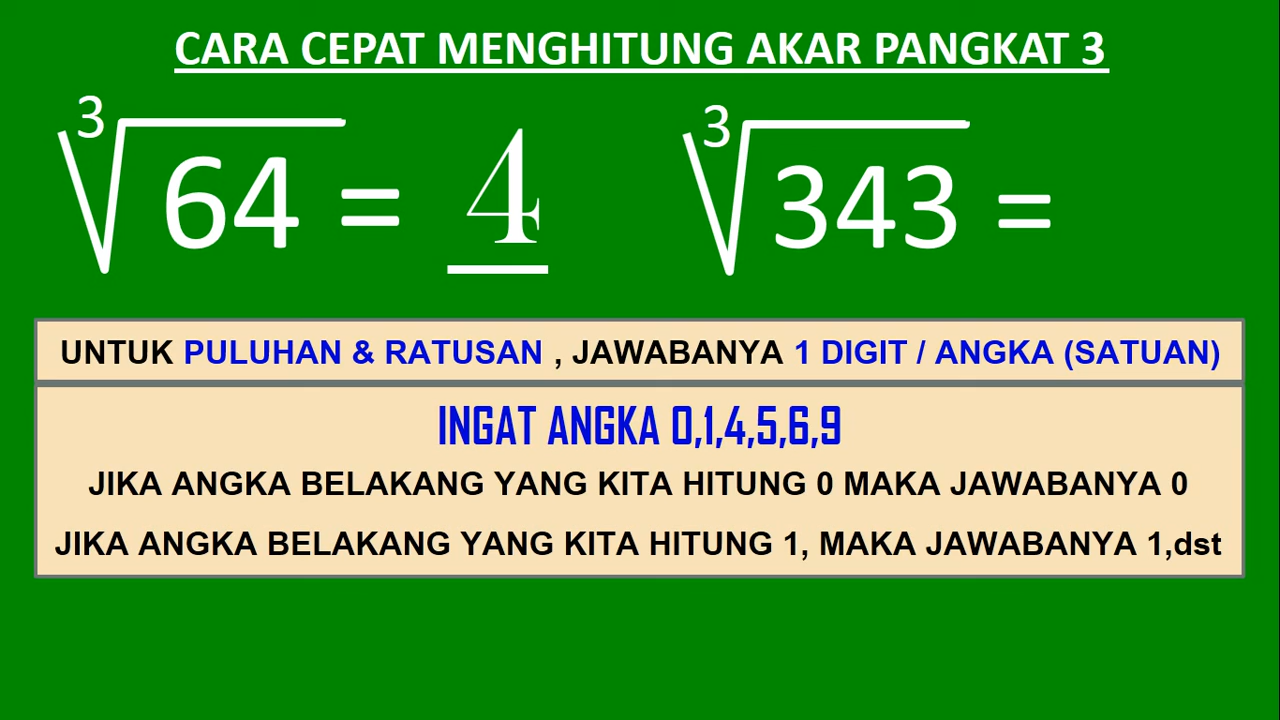 CARA CEPAT MENGHITUNG AKAR PANGKAT 3
∛64 = 4
∛343 =
UNTUK PULUHAN & RATUSAN , JAWABANYA 1 DIGIT / ANGKA (SATUAN)
INGAT ANGKA 0,1,4,5,6,9
JIKA ANGKA BELAKANG YANG KITA HITUNG 0 MAKA JAWABANYA 0
JIKA ANGKA BELAKANG YANG KITA HITUNG 1, MAKA JAWABANYA 1,dst